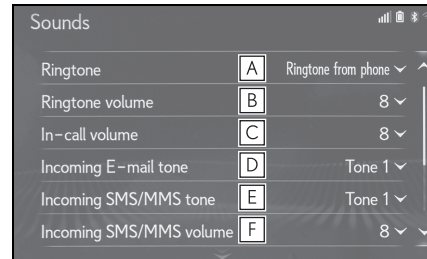 Sounds
Ringtone A Ringtone from phone
Ringtone volume B 8
In-call volume C 8
Incoming E-mail tone D Tone 1
Incoming SMS/MMS tone E Tone 1
Incoming SMS/MMS volume F 8